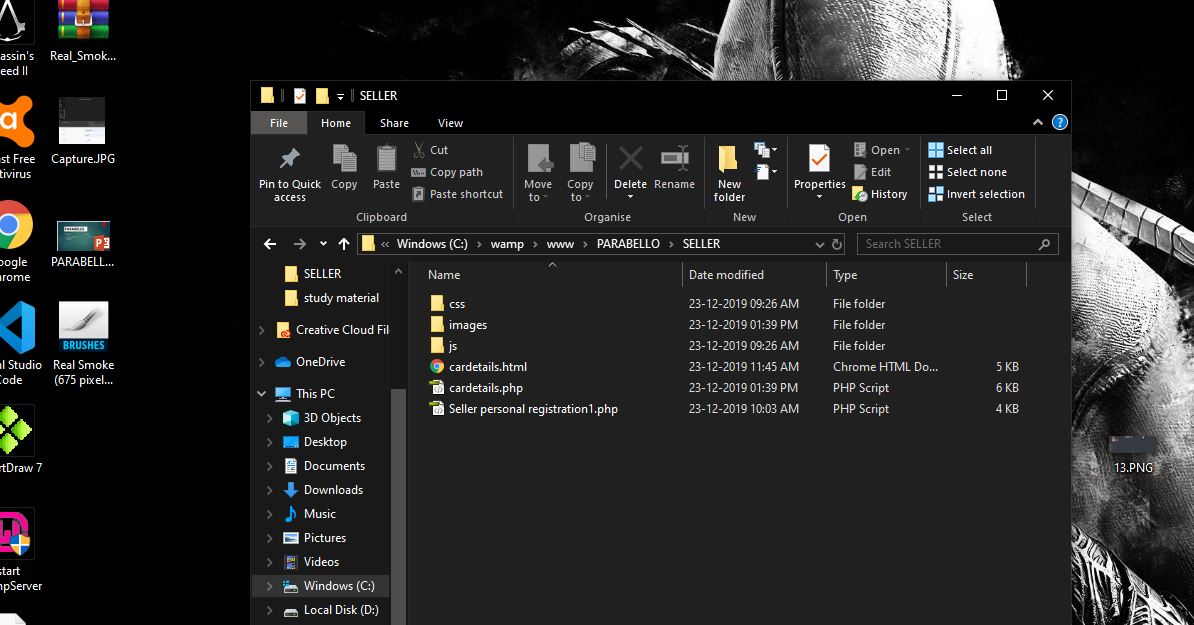 assin's
eed II
Real_Smok...
ast Free
tivirus
Capture.JPG
oogle
hrome
PARABELL...
al Studio
Code
BRUSHES
Real Smoke
(675 pixel...
rtDraw 7
start
mpServer
13.PNG
SELLER
File Home Share View
Pin to Quick
access
Copy
Paste
Cut
Copy path
Paste shortcut
Clipboard
Move
to
Copy
to
Delete
Rename
Organise
New
folder
New
Properties
Open
Edit
History
Open
Select all
Select none
Invert selection
Select
« Windows (C:) > wamp > www > PARABELLO > SELLER
Search SELLER
SELLER
study material
Creative Cloud Fil
OneDrive
This PC
3D Objects
Desktop
Documents
Downloads
Music
Pictures
Videos
Windows (C:)
Local Disk (D:)
Name Date modified Type Size
css 23-12-2019 09:26 AM File folder
images 23-12-2019 01:39 PM File folder
js 23-12-2019 09:26 AM File folder
cardetails.html 23-12-2019 11:45 AM Chrome HTML Do... 5 KB
cardetails.php 23-12-2019 01:39 PM PHP Script 6 KB
Seller personal registration1.php 23-12-2019 10:03 AM PHP Script 4 KB